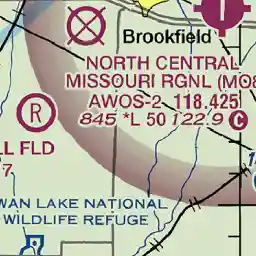 Brookfield
NORTH CENTRAL
MISSOURI RGNL (MO8
AWOS-2 118.425
845 *L 50 122.9 C
R
LL FLD
7
WAN LAKE NATIONAL
WILDLIFE REFUGE